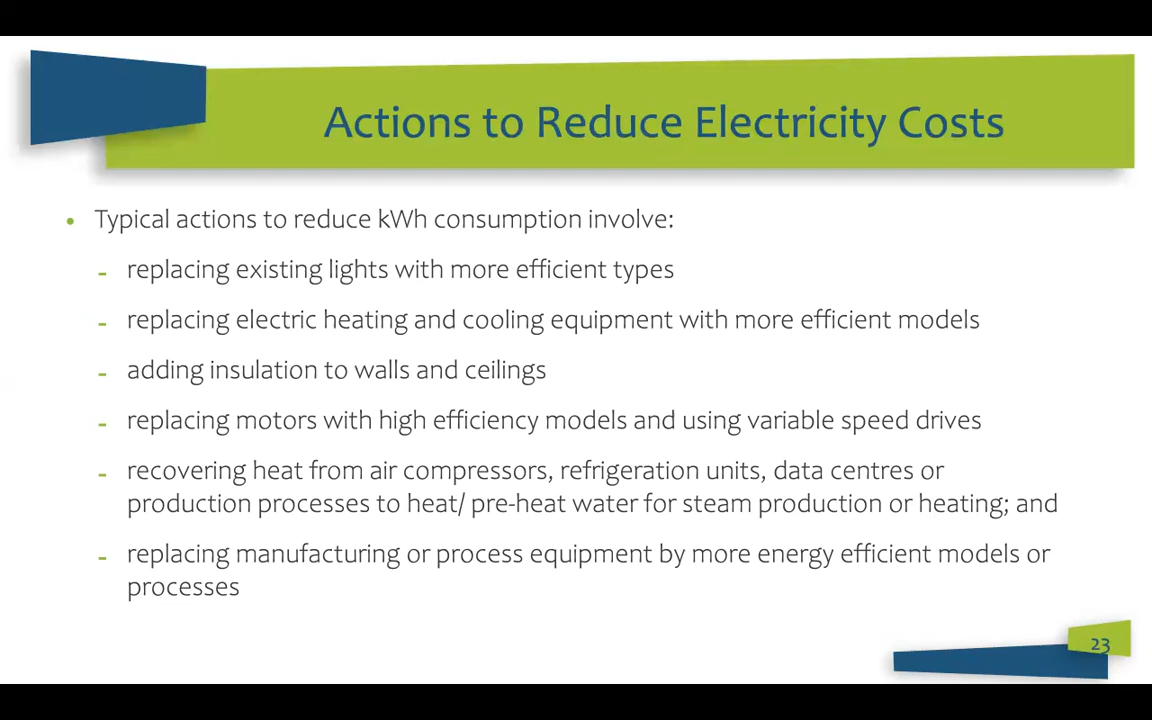 Actions to Reduce Electricity Costs
• Typical actions to reduce kWh consumption involve:
- replacing existing lights with more efficient types
- replacing electric heating and cooling equipment with more efficient models
- adding insulation to walls and ceilings
- replacing motors with high efficiency models and using variable speed drives
- recovering heat from air compressors, refrigeration units, data centres or
production processes to heat/ pre-heat water for steam production or heating; and
- replacing manufacturing or process equipment by more energy efficient models or
processes
23